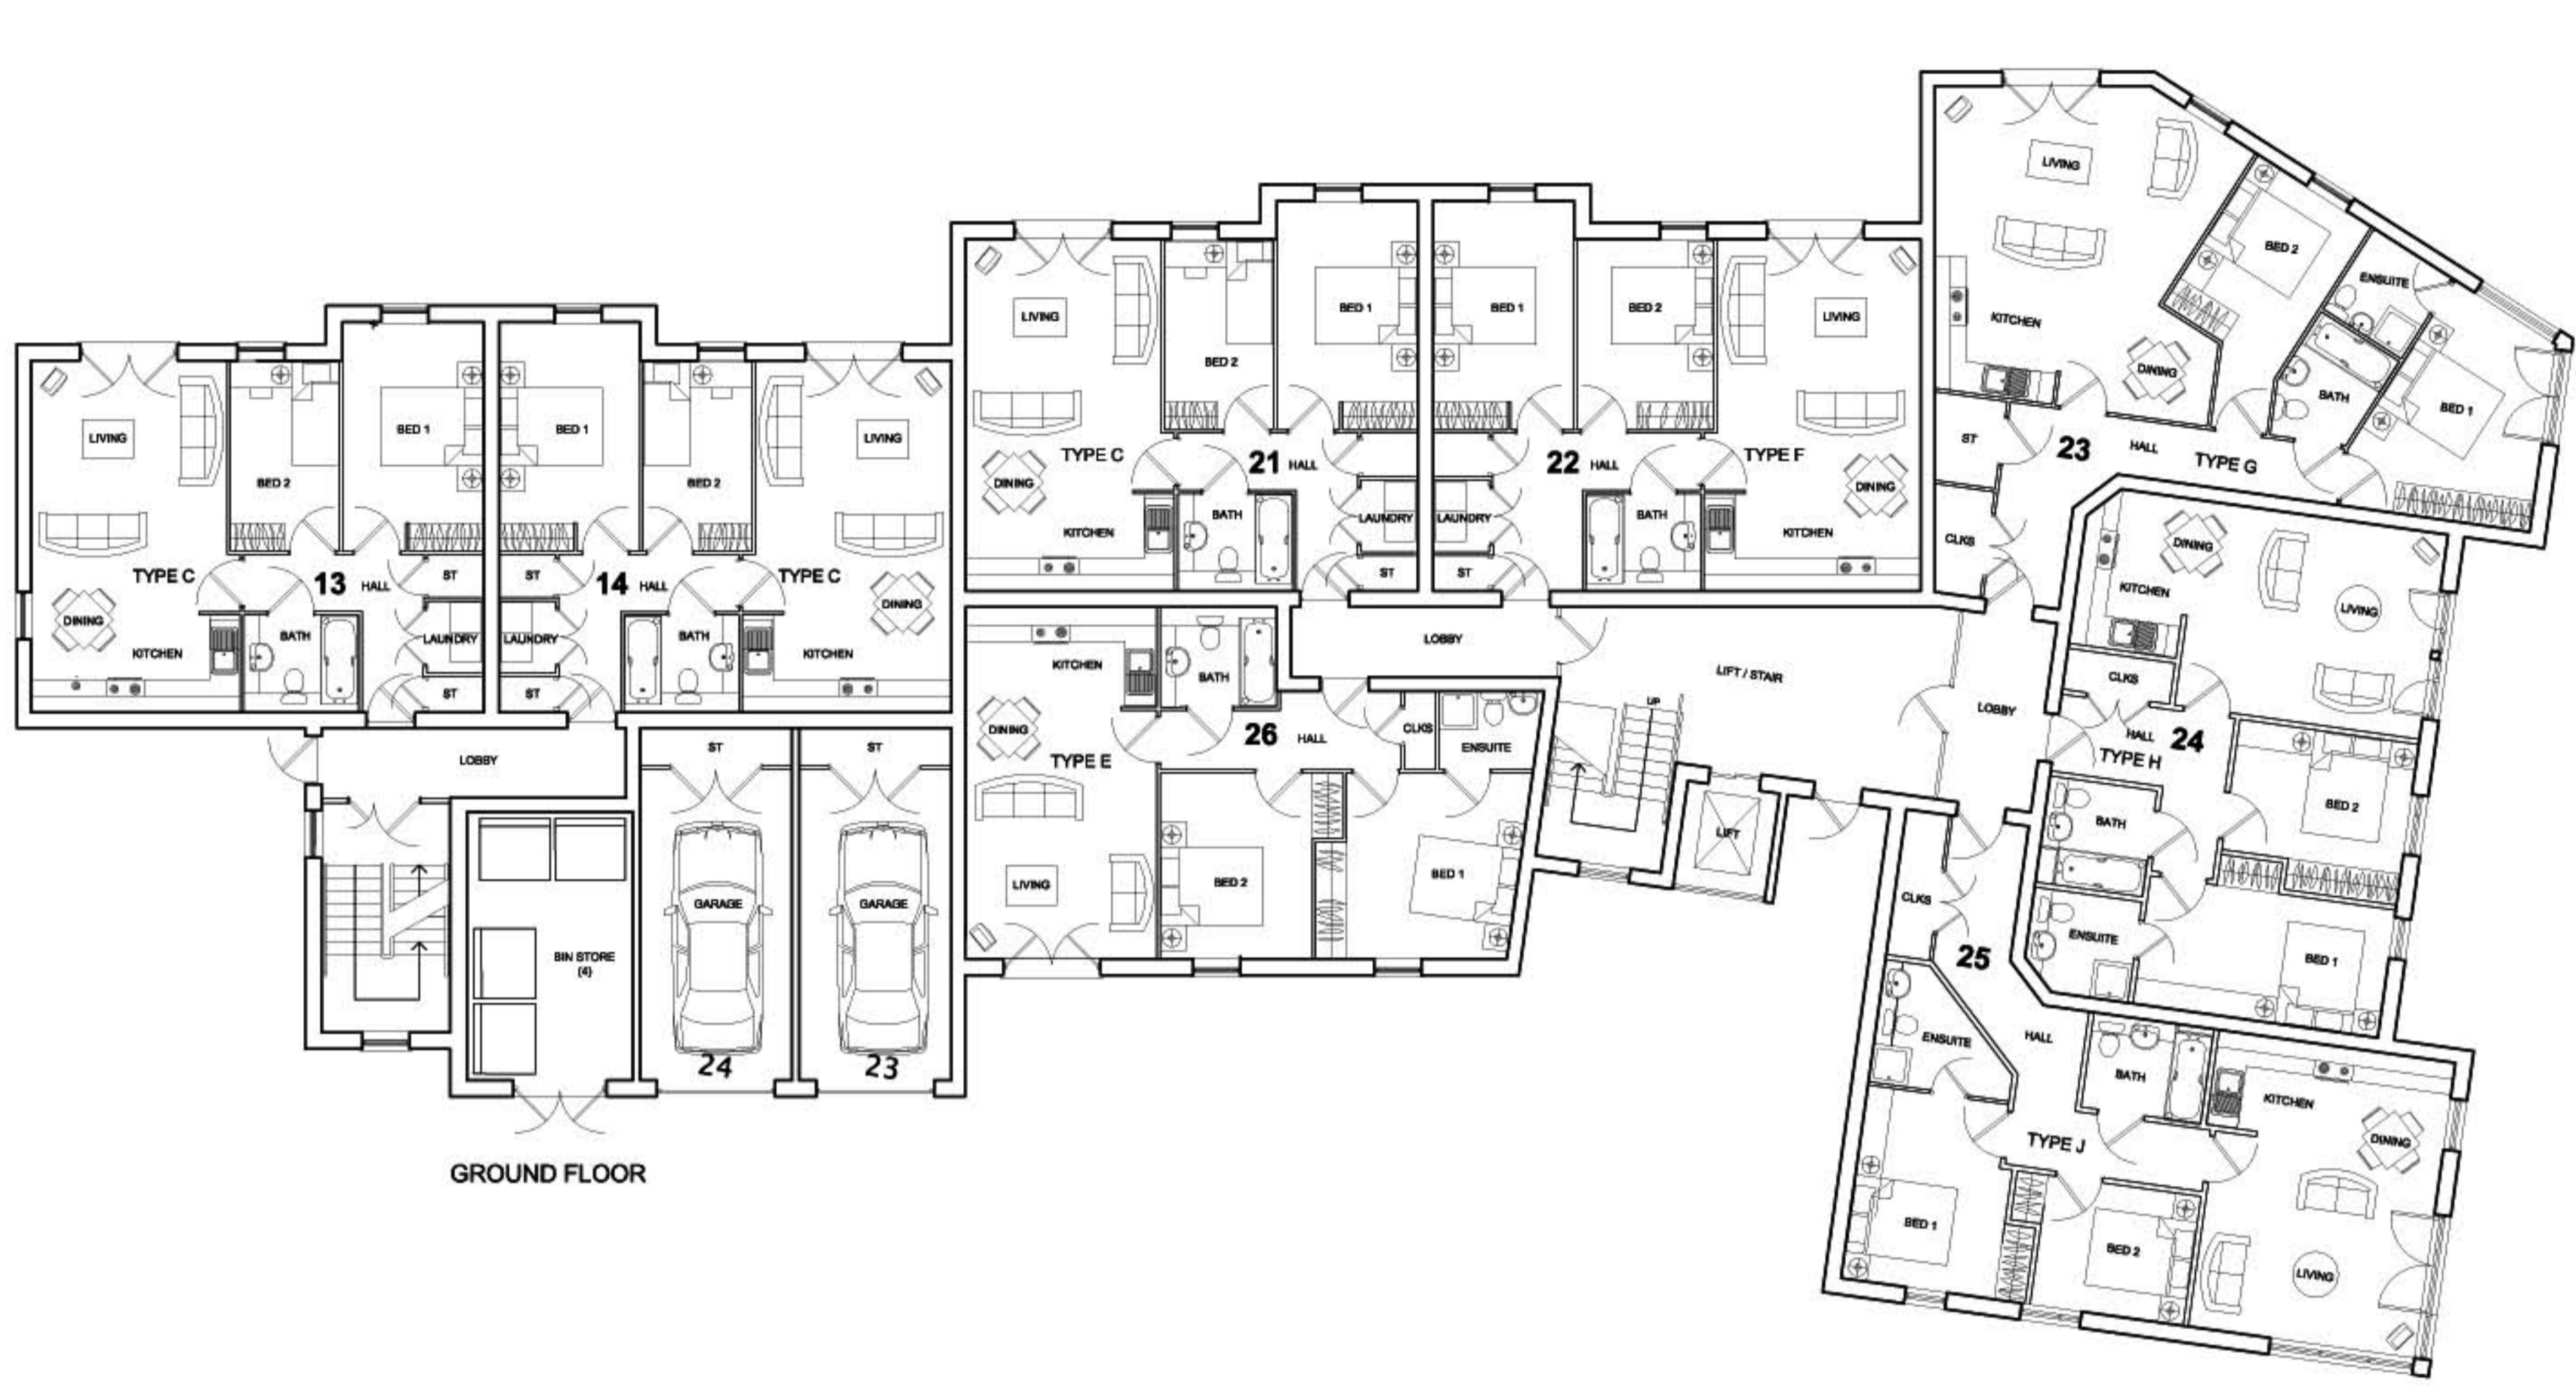 LIVING
BED 2
BED 1
TYPE C
13
HALL
ST
DINING
KITCHEN
BATH
LAUNDRY
ST
BED 1
BED 2
LIVING
ST
14
HALL
TYPE C
LAUNDRY
BATH
DINING
KITCHEN
ST
LOBBY
BIN STORE
(4)
ST
GARAGE
24
ST
GARAGE
23
GROUND FLOOR
LIVING
BED 2
BED 1
TYPE C
21
HALL
DINING
KITCHEN
BATH
LAUNDRY
ST
BED 1
BED 2
LIVING
22
HALL
TYPE F
LAUNDRY
BATH
DINING
KITCHEN
ST
KITCHEN
BATH
DINING
TYPE E
26
HALL
CLKS
ENSUITE
LIVING
BED 2
BED 1
LOBBY
LIFT / STAIR
UP
LIFT
LOBBY
LIVING
BED 2
ENSUITE
KITCHEN
DINING
BATH
BED 1
ST
23
HALL
TYPE G
CLKS
DINING
KITCHEN
LIVING
CLKS
HALL
24
TYPE H
BED 2
BATH
ENSUITE
BED 1
CLKS
25
ENSUITE
HALL
BATH
KITCHEN
DINING
TYPE J
BED 1
BED 2
LIVING